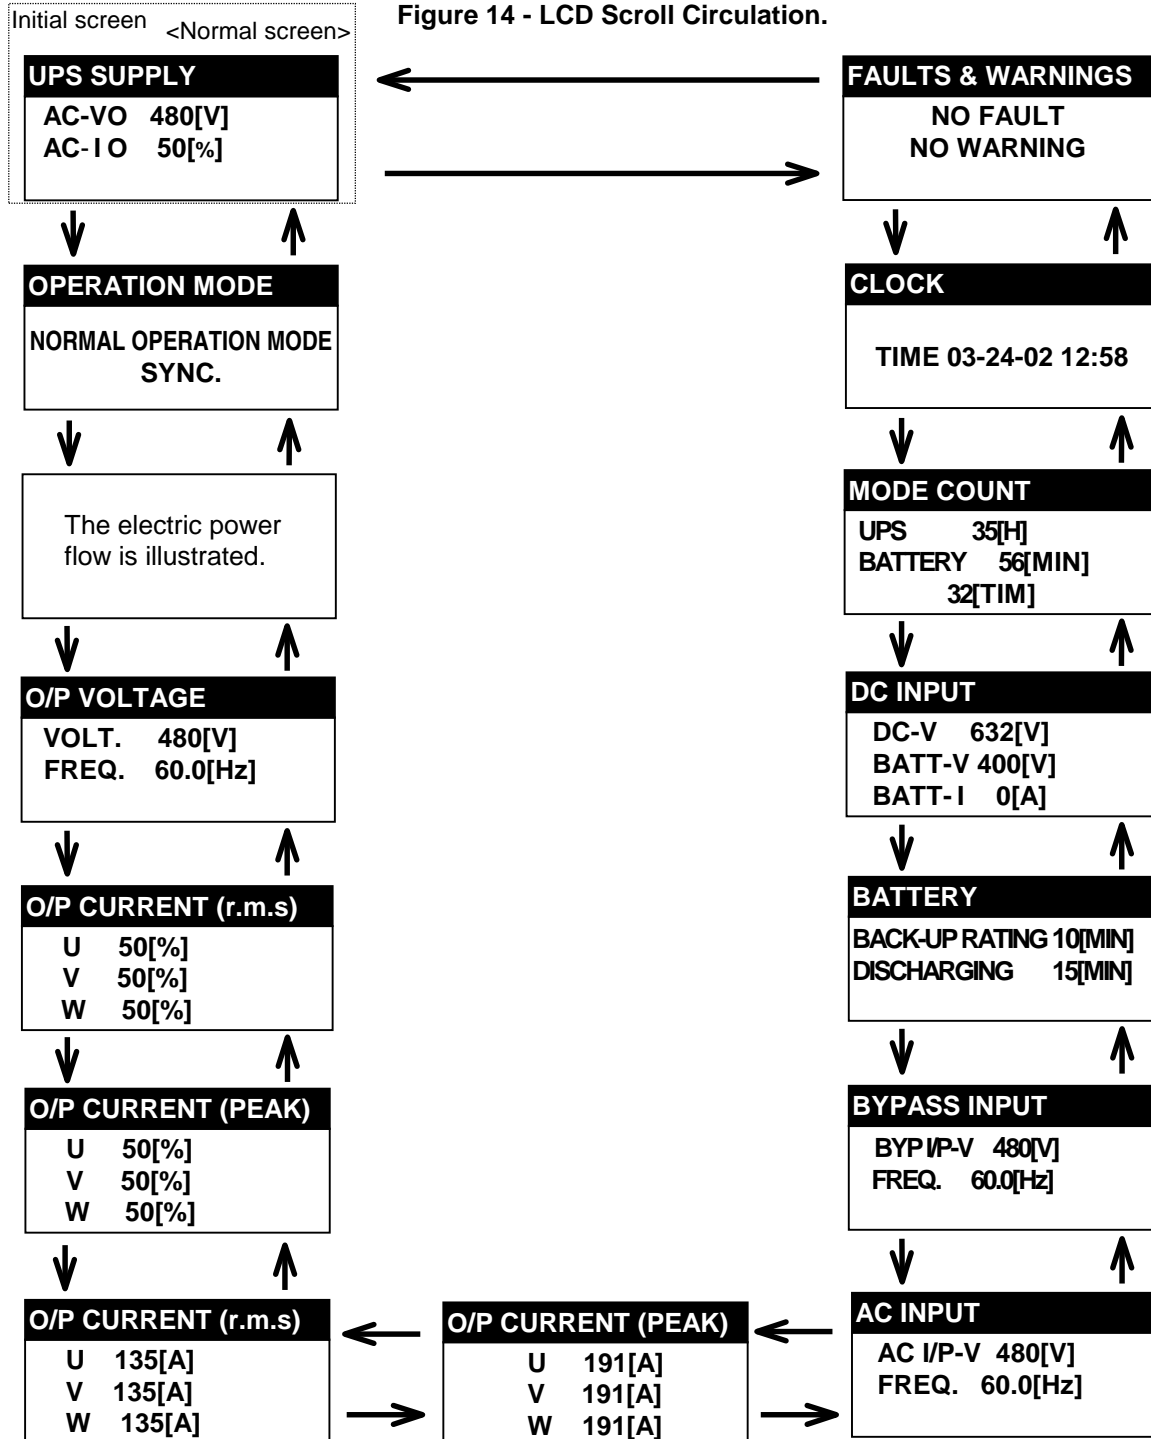 Figure 14 - LCD Scroll Circulation.
Initial screen <Normal screen>
UPS SUPPLY
AC-VO 480[V]
AC-IO 50[%]
OPERATION MODE
NORMAL OPERATION MODE
SYNC.
The electric power
flow is illustrated.
O/P VOLTAGE
VOLT. 480[V]
FREQ. 60.0[Hz]
O/P CURRENT (r.m.s)
U 50[%]
V 50[%]
W 50[%]
O/P CURRENT (PEAK)
U 50[%]
V 50[%]
W 50[%]
O/P CURRENT (r.m.s)
U 135[A]
V 135[A]
W 135[A]
O/P CURRENT (PEAK)
U 191[A]
V 191[A]
W 191[A]
FAULTS & WARNINGS
NO FAULT
NO WARNING
CLOCK
TIME 03-24-02 12:58
MODE COUNT
UPS 35[H]
BATTERY 56[MIN]
32[TIM]
DC INPUT
DC-V 632[V]
BATT-V 400[V]
BATT-I 0[A]
BATTERY
BACK-UP RATING 10[MIN]
DISCHARGING 15[MIN]
BYPASS INPUT
BYP I/P-V 480[V]
FREQ. 60.0[Hz]
AC INPUT
AC I/P-V 480[V]
FREQ. 60.0[Hz]